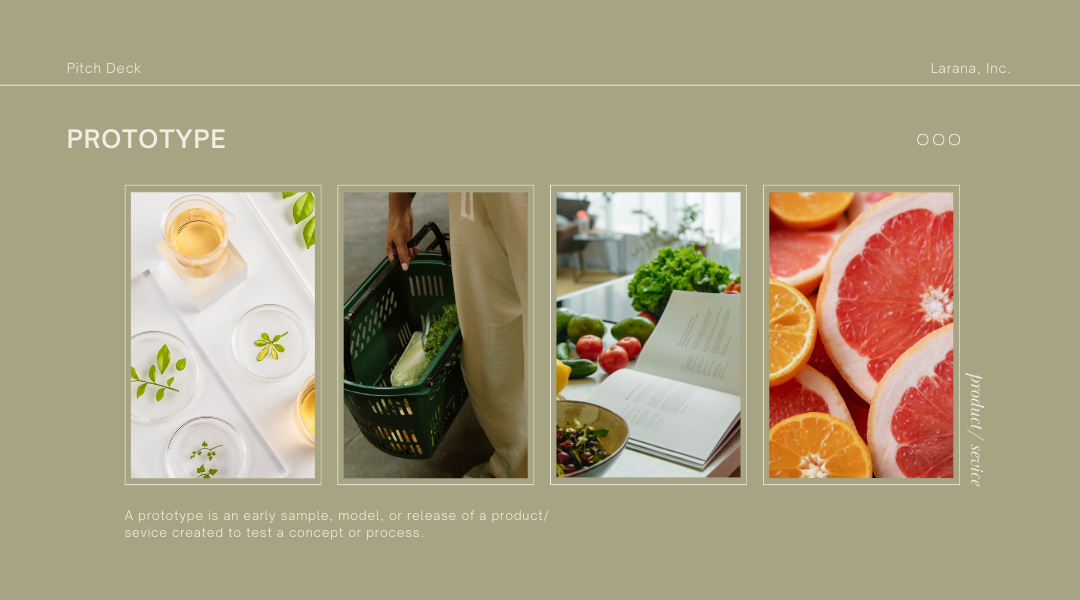 Pitch Deck
Larana, Inc.
PROTOTYPE
product/ sevice
A prototype is an early sample, model, or release of a product/
sevice created to test a concept or process.